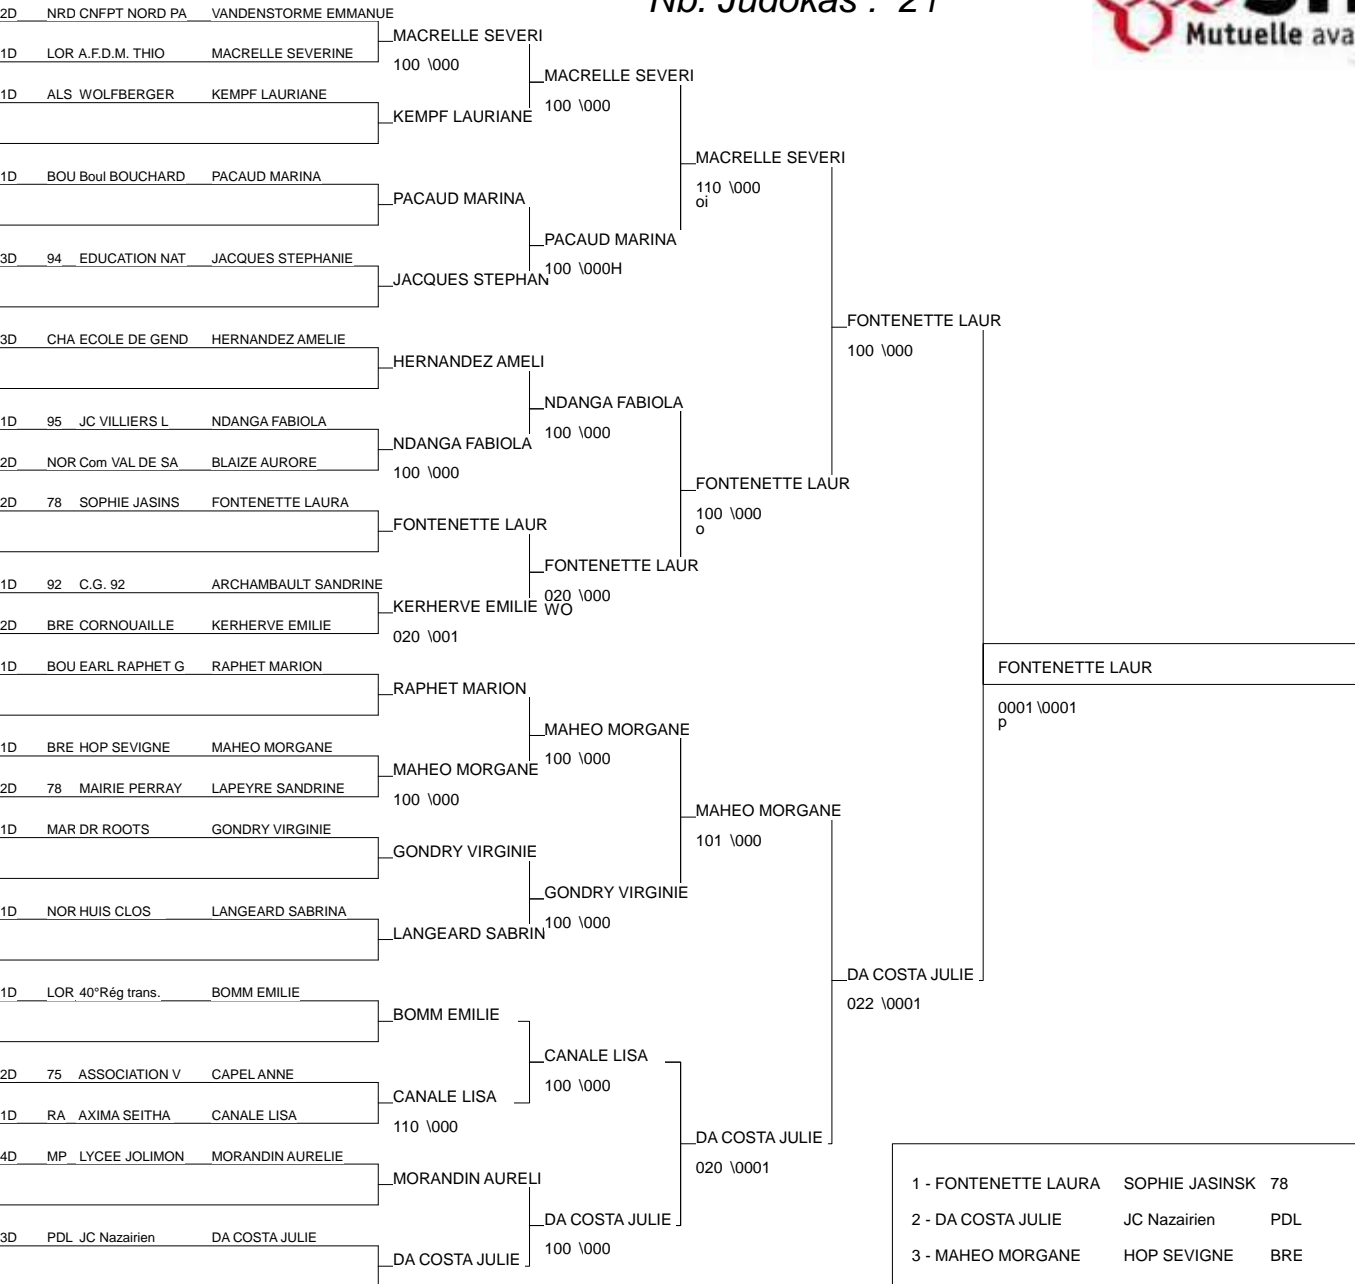 Nb. Judokas : 21
Mutuelle ava
2D NRD CNFPT NORD PA VANDENSTORME EMMANUE
MACRELLE SEVERI
1D LOR A.F.D.M. THIO MACRELLE SEVERINE
100 \000
MACRELLE SEVERI
1D ALS WOLFBERGER KEMPF LAURIANE
100 \000
KEMPF LAURIANE
MACRELLE SEVERI
1D BOU Boul BOUCHARD PACAUD MARINA
110 \000
oi
PACAUD MARINA
PACAUD MARINA
3D 94 EDUCATION NAT JACQUES STEPHANIE
100 \000H
JACQUES STEPHAN
FONTENETTE LAUR
3D CHA ECOLE DE GEND HERNANDEZ AMELIE
100 \000
HERNANDEZ AMELI
NDANGA FABIOLA
1D 95 JC VILLIERS L NDANGA FABIOLA
100 \000
NDANGA FABIOLA
2D NOR Com VAL DE SA BLAIZE AURORE
100 \000
FONTENETTE LAUR
2D 78 SOPHIE JASINS FONTENETTE LAURA
100 \000
o
FONTENETTE LAUR
FONTENETTE LAUR
1D 92 C.G. 92 ARCHAMBAULT SANDRINE
020 \000
WO
KERHERVE EMILIE
2D BRE CORNOUAILLE KERHERVE EMILIE
020 \001
1D BOU EARL RAPHET G RAPHET MARION
FONTENETTE LAUR
RAPHET MARION
0001 \0001
p
MAHEO MORGANE
1D BRE HOP SEVIGNE MAHEO MORGANE
100 \000
MAHEO MORGANE
2D 78 MAIRIE PERRAY LAPEYRE SANDRINE
100 \000
MAHEO MORGANE
1D MAR DR ROOTS GONDRY VIRGINIE
101 \000
GONDRY VIRGINIE
GONDRY VIRGINIE
1D NOR HUIS CLOS LANGEARD SABRINA
100 \000
LANGEARD SABRIN
DA COSTA JULIE
1D LOR 40°Rég trans. BOMM EMILIE
022 \0001
BOMM EMILIE
CANALE LISA
2D 75 ASSOCIATION V CAPEL ANNE
100 \000
CANALE LISA
1D RA AXIMA SEITHA CANALE LISA
110 \000
DA COSTA JULIE
4D MP LYCEE JOLIMON MORANDIN AURELIE
020 \0001
MORANDIN AURELI
1 - FONTENETTE LAURA SOPHIE JASINSK 78
DA COSTA JULIE
2 - DA COSTA JULIE JC Nazairien PDL
3D PDL JC Nazairien DA COSTA JULIE
100 \000
3 - MAHEO MORGANE HOP SEVIGNE BRE
DA COSTA JULIE